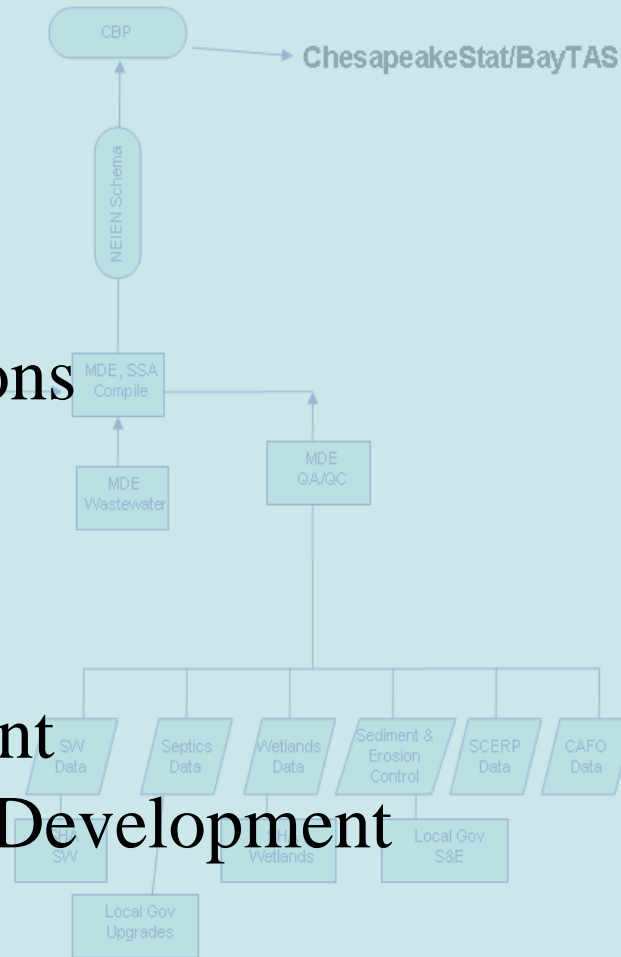 CBP
ChesapeakeStat/BayTAS
NEIEN Schema
ons
MDE, SSA
Compile
MDE
QA/QC
MDE
Wastewater
nt
SW
Data
Septics
Data
Wetlands
Data
Sediment &
Erosion
Control
SCERP
Data
CAFO
Data
Development
SW
Wetlands
Local Gov
S&E
Local Gov
Upgrades